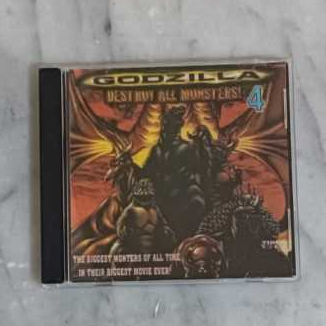 GODZILLA
DESTROY ALL MONSTERS!
4
THE BIGGEST MONTERS OF ALL TIME
...IN THEIR BIGGEST MOVIE EVER!